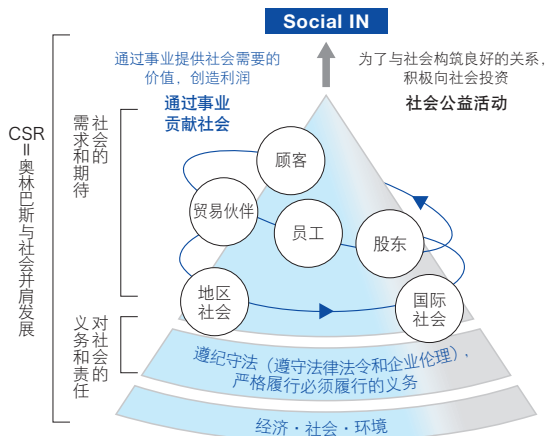 Social IN
通过事业提供社会需要的
价值，创造利润
通过事业
贡献社会
为了与社会构筑良好的关系，
积极向社会投资
社会公益活动
CSR=奥林巴斯与社会并肩发展
社会的
需求和期待
对社会的
义务和责任
顾客
贸易伙伴
员工
股东
地区
社会
国际
社会
遵纪守法（遵守法律法令和企业伦理），
严格履行必须履行的义务
经济·社会·环境